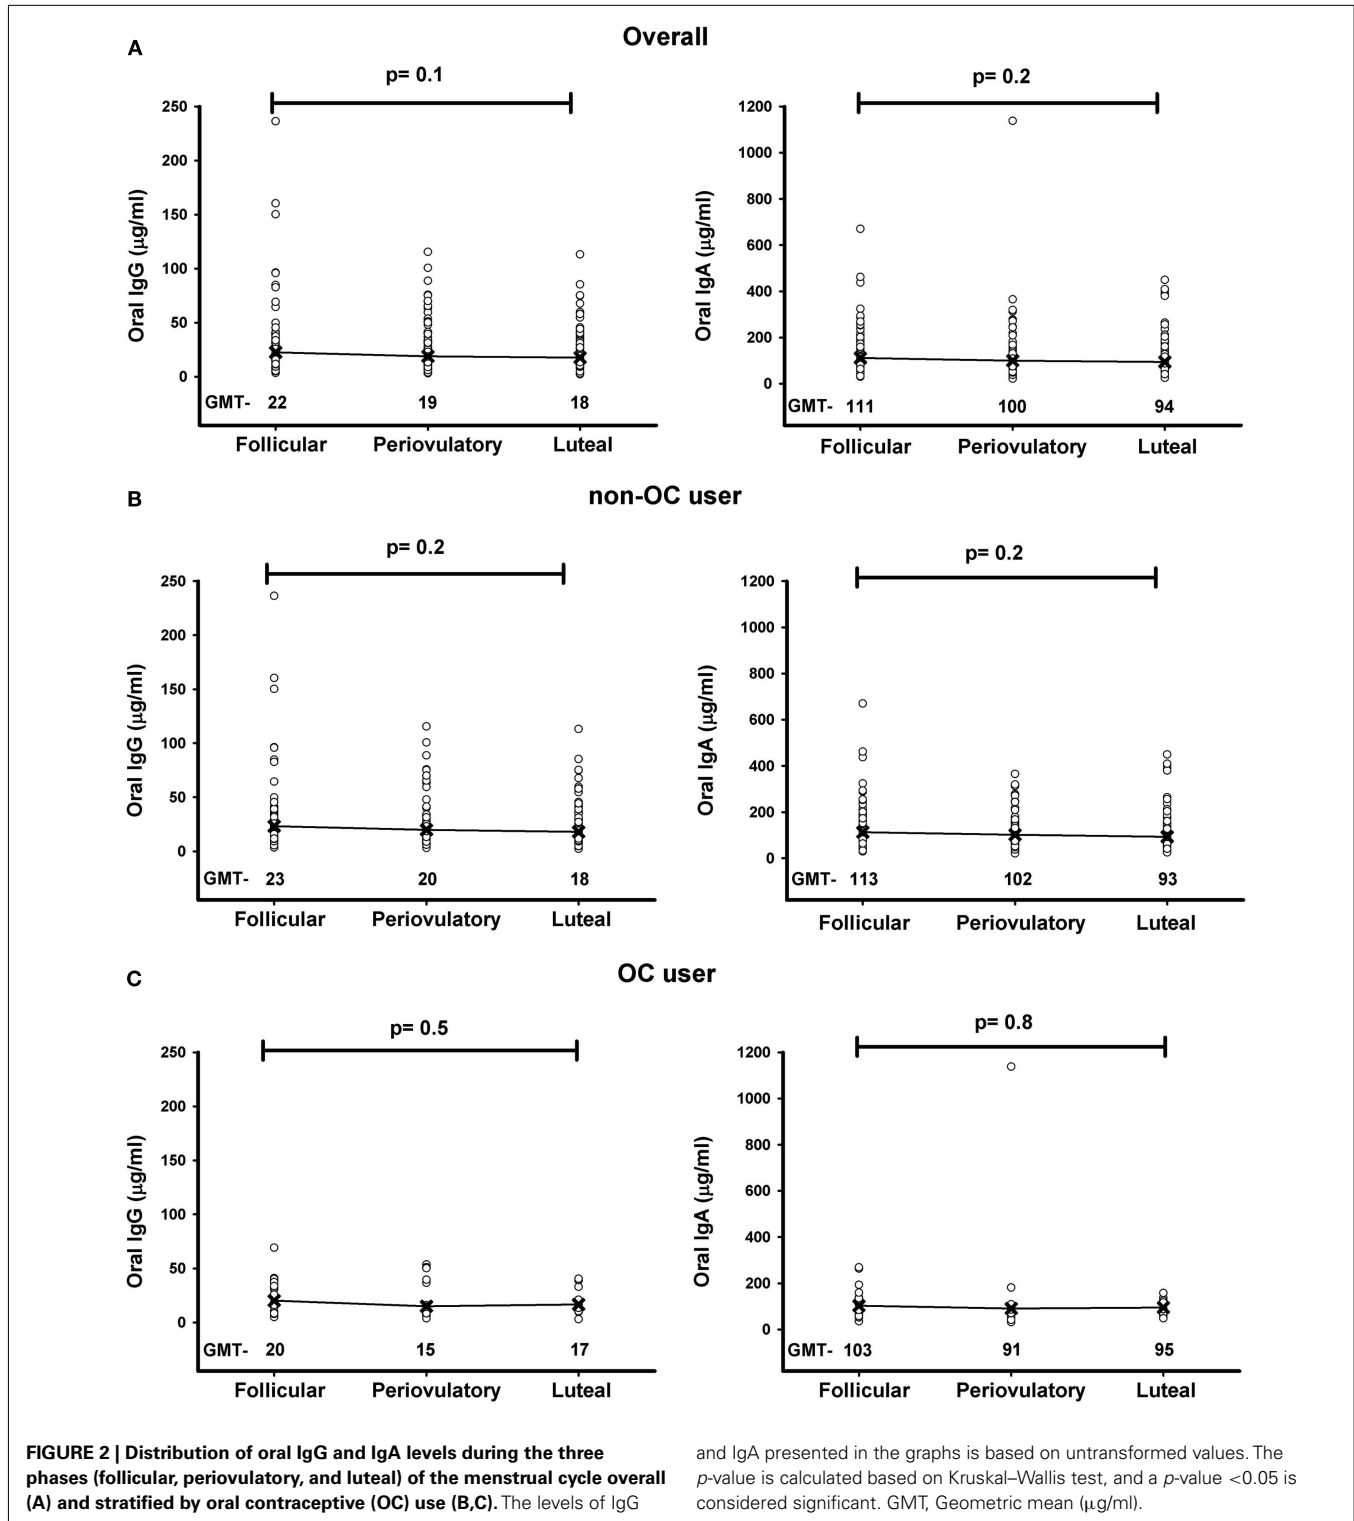 A
Overall
p= 0.1
250
200
150
100
50
0
Oral IgG (µg/ml)
GMT- 22 19 18
Follicular Periovulatory Luteal
p= 0.2
1200
1000
800
600
400
200
0
Oral IgA (µg/ml)
GMT- 111 100 94
Follicular Periovulatory Luteal
B
non-OC user
p= 0.2
250
200
150
100
50
0
Oral IgG (µg/ml)
GMT- 23 20 18
Follicular Periovulatory Luteal
p= 0.2
1200
1000
800
600
400
200
0
Oral IgA (µg/ml)
GMT- 113 102 93
Follicular Periovulatory Luteal
C
OC user
p= 0.5
250
200
150
100
50
0
Oral IgG (µg/ml)
GMT- 20 15 17
Follicular Periovulatory Luteal
p= 0.8
1200
1000
800
600
400
200
0
Oral IgA (µg/ml)
GMT- 103 91 95
Follicular Periovulatory Luteal
FIGURE 2 | Distribution of oral IgG and IgA levels during the three
phases (follicular, periovulatory, and luteal) of the menstrual cycle overall
(A) and stratified by oral contraceptive (OC) use (B,C). The levels of IgG
and IgA presented in the graphs is based on untransformed values. The
p-value is calculated based on Kruskal–Wallis test, and a p-value <0.05 is
considered significant. GMT, Geometric mean (µg/ml).